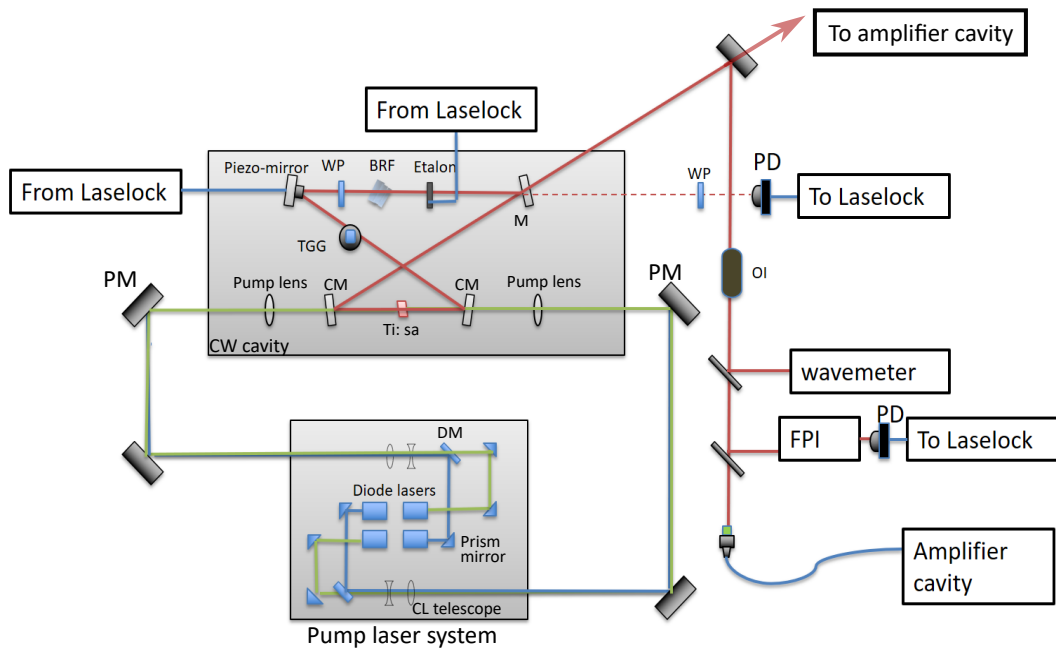 To amplifier cavity
From Laselock
Piezo-mirror
WP
BRF
Etalon
WP
PD
From Laselock
To Laselock
M
TGG
OI
PM
Pump lens
CM
CM
Pump lens
PM
Ti: sa
CW cavity
wavemeter
PD
FPI
To Laselock
DM
Diode lasers
Prism
mirror
Amplifier
cavity
CL telescope
Pump laser system